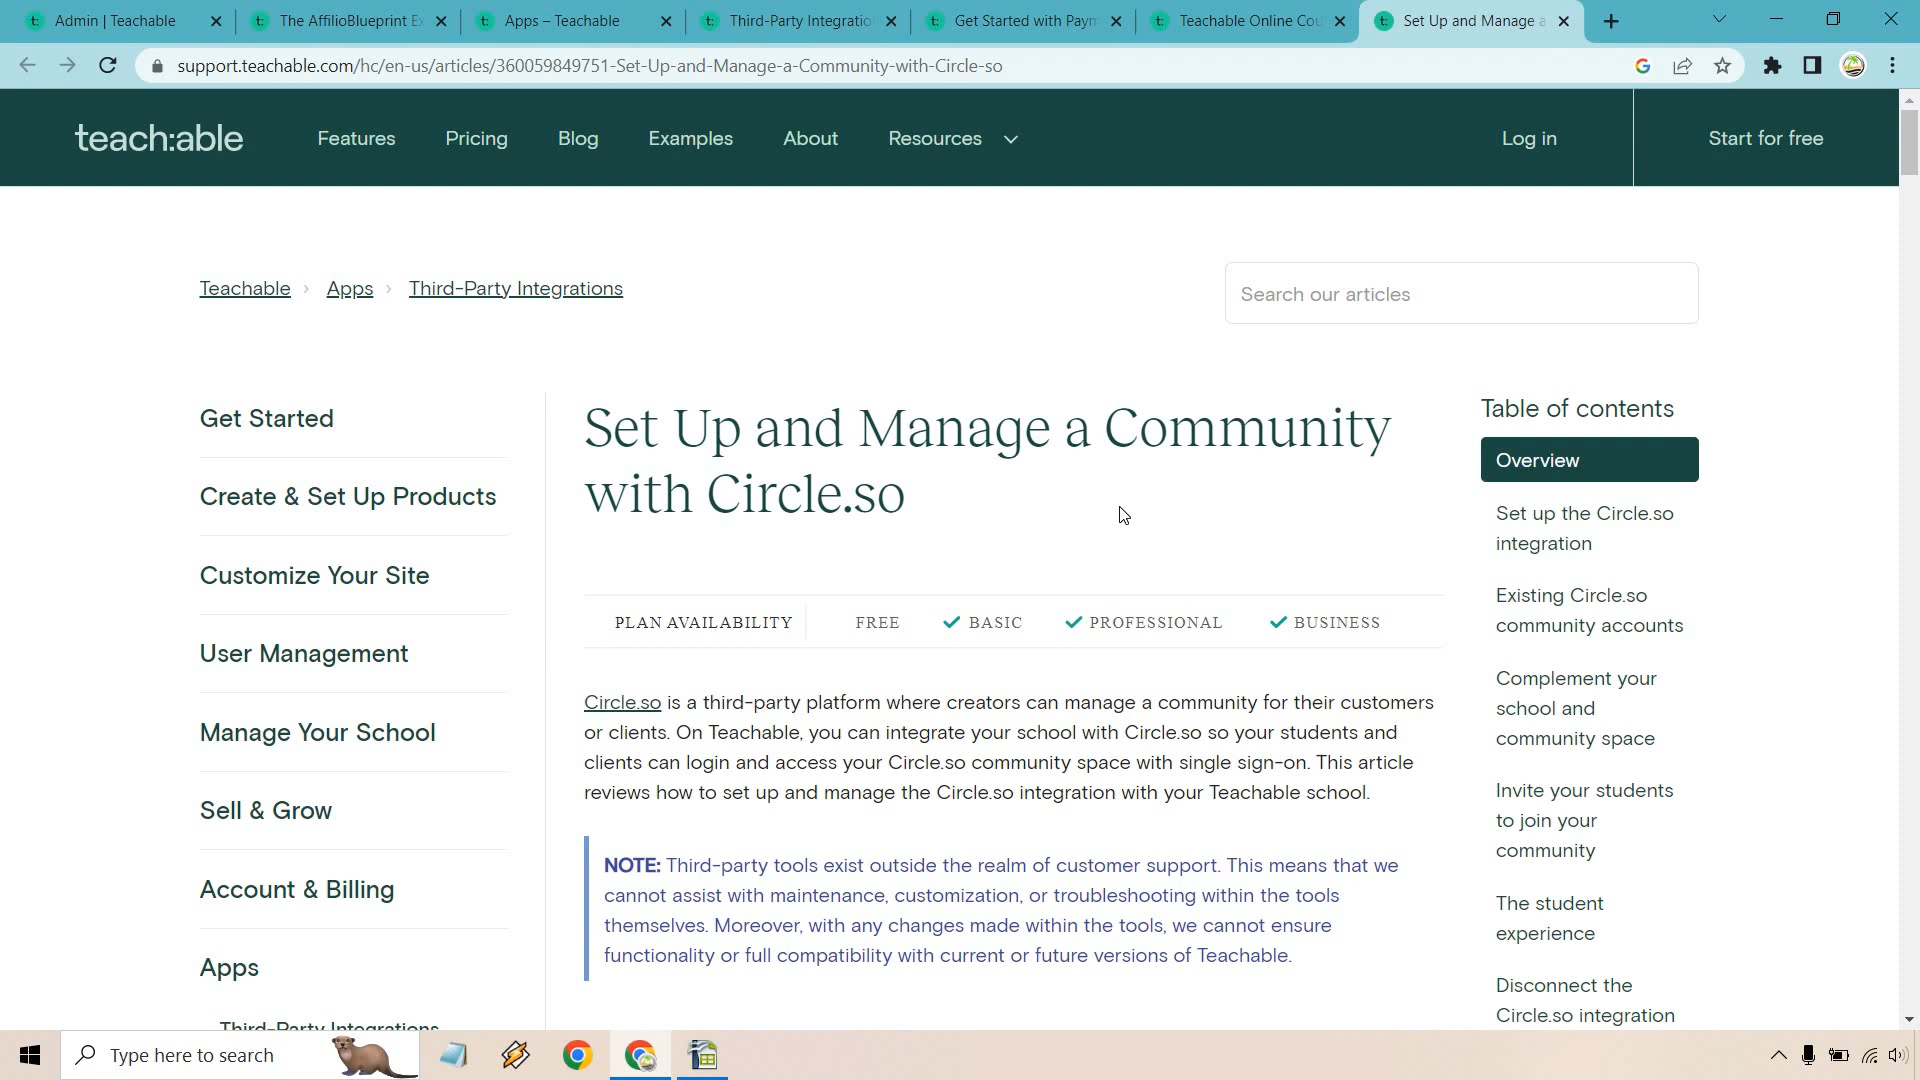 Admin | Teachable
The AffilioBlueprint Ex
Apps – Teachable
Third-Party Integratio
Get Started with Paym
Teachable Online Cou
Set Up and Manage a
support.teachable.com/hc/en-us/articles/360059849751-Set-Up-and-Manage-a-Community-with-Circle-so
teach:able
Features
Pricing
Blog
Examples
About
Resources
Log in
Start for free
Teachable › Apps › Third-Party Integrations
Search our articles
Get Started
Create & Set Up Products
Customize Your Site
User Management
Manage Your School
Sell & Grow
Account & Billing
Apps
Third-Party Integrations
Set Up and Manage a Community
with Circle.so
PLAN AVAILABILITY FREE ✓ BASIC ✓ PROFESSIONAL ✓ BUSINESS
Circle.so is a third-party platform where creators can manage a community for their customers
or clients. On Teachable, you can integrate your school with Circle.so so your students and
clients can login and access your Circle.so community space with single sign-on. This article
reviews how to set up and manage the Circle.so integration with your Teachable school.
NOTE: Third-party tools exist outside the realm of customer support. This means that we
cannot assist with maintenance, customization, or troubleshooting within the tools
themselves. Moreover, with any changes made within the tools, we cannot ensure
functionality or full compatibility with current or future versions of Teachable.
Table of contents
Overview
Set up the Circle.so
integration
Existing Circle.so
community accounts
Complement your
school and
community space
Invite your students
to join your
community
The student
experience
Disconnect the
Circle.so integration
Type here to search